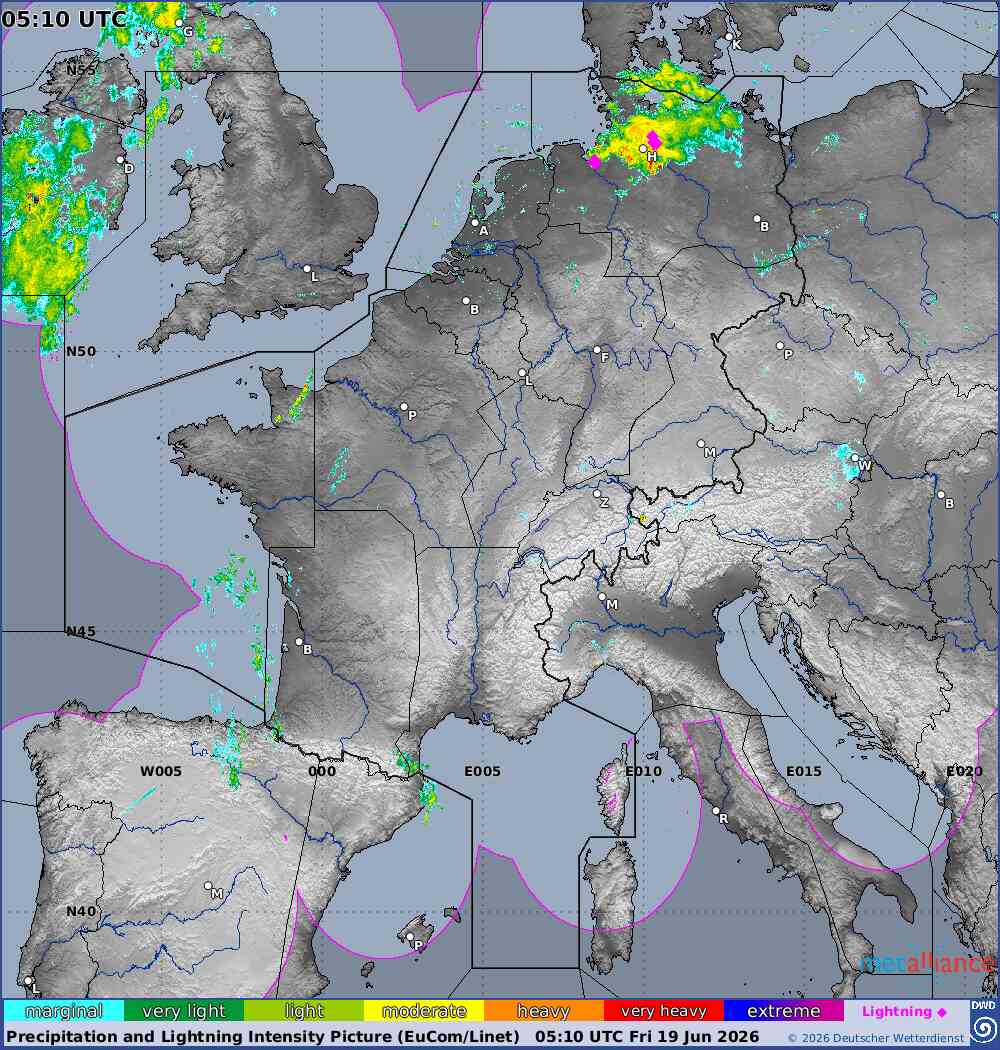 05:10 UTC
G
K
N55
D
H
A
B
L
B
N50
F
P
L
P
M
W
Z
B
M
N45
B
W005
000
E005
E010
E015
E020
R
M
N40
P
L
metalliance
marginal
very light
light
moderate
heavy
very heavy
extreme
Lightning
DWD
Precipitation and Lightning Intensity Picture (EuCom/Linet) 05:10 UTC Fri 19 Jun 2026
© 2026 Deutscher Wetterdienst